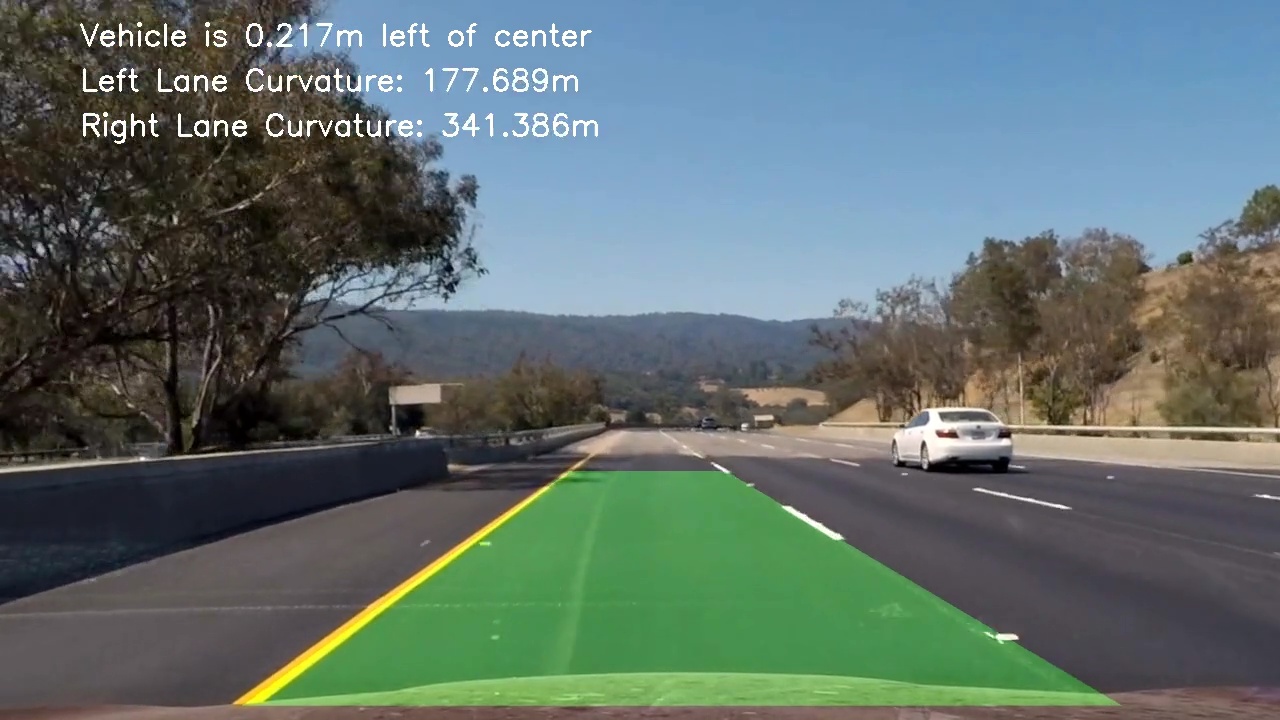 Vehicle is 0.217m left of center
Left Lane Curvature: 177.689m
Right Lane Curvature: 341.386m